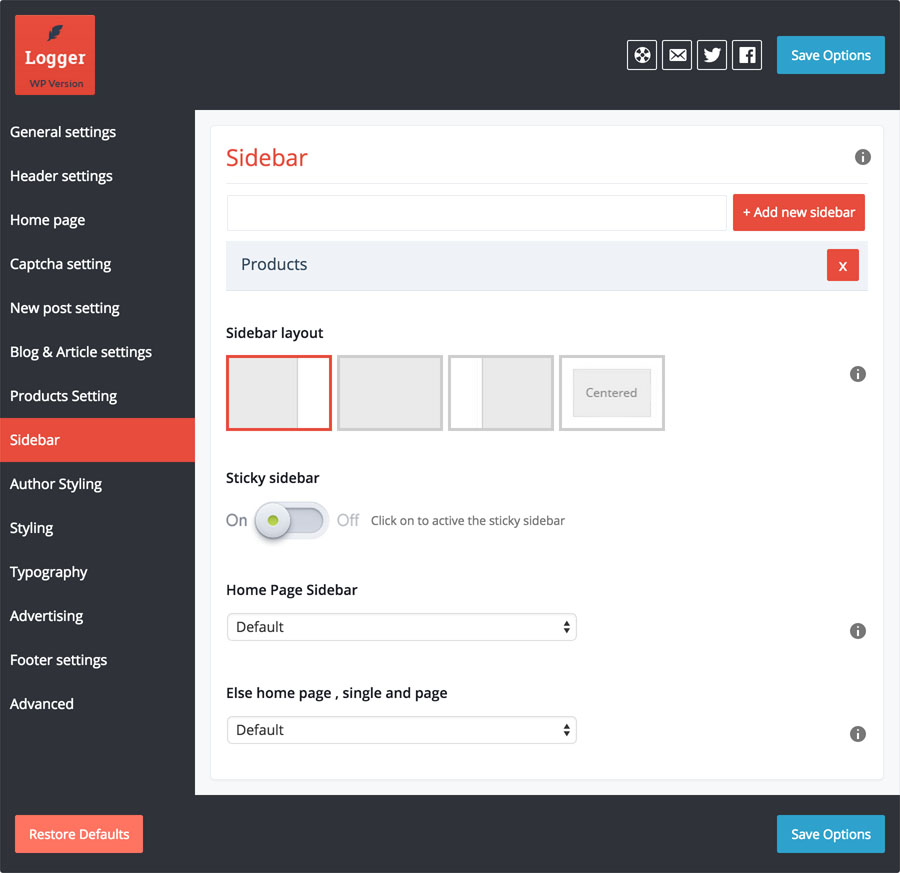 Logger
WP Version
Save Options
General settings
Header settings
Home page
Captcha setting
New post setting
Blog & Article settings
Products Setting
Sidebar
Author Styling
Styling
Typography
Advertising
Footer settings
Advanced
Sidebar
+ Add new sidebar
Products
x
Sidebar layout
Centered
Sticky sidebar
On Off Click on to active the sticky sidebar
Home Page Sidebar
Default
Else home page , single and page
Default
Restore Defaults
Save Options